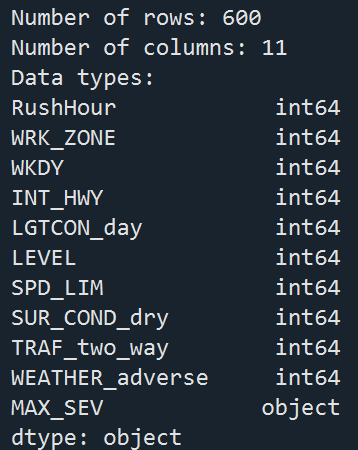 Number of rows: 600
Number of columns: 11
Data types:
RushHour int64
WRK_ZONE int64
WKDY int64
INT_HWY int64
LGTCON_day int64
LEVEL int64
SPD_LIM int64
SUR_COND_dry int64
TRAF_two_way int64
WEATHER_adverse int64
MAX_SEV object
dtype: object